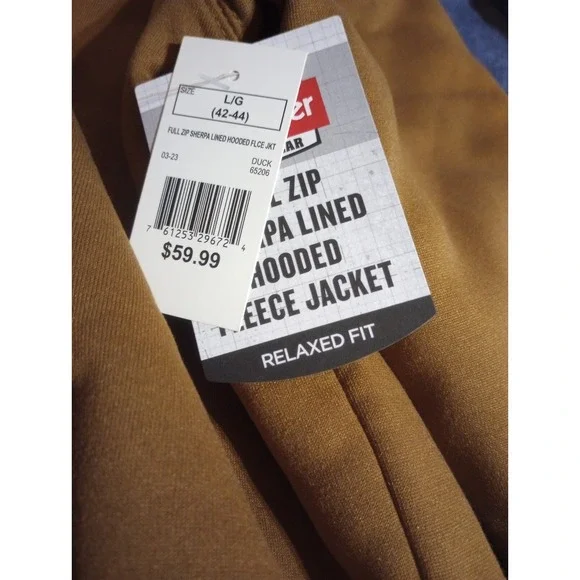 SIZE
L/G
(42-44)
FULL ZIP SHERPA LINED HOODED FLCE JKT
03-23
DUCK
65206
7 61253 29672 4
$59.99
ZIP
LINED
HOODED
JACKET
RELAXED FIT